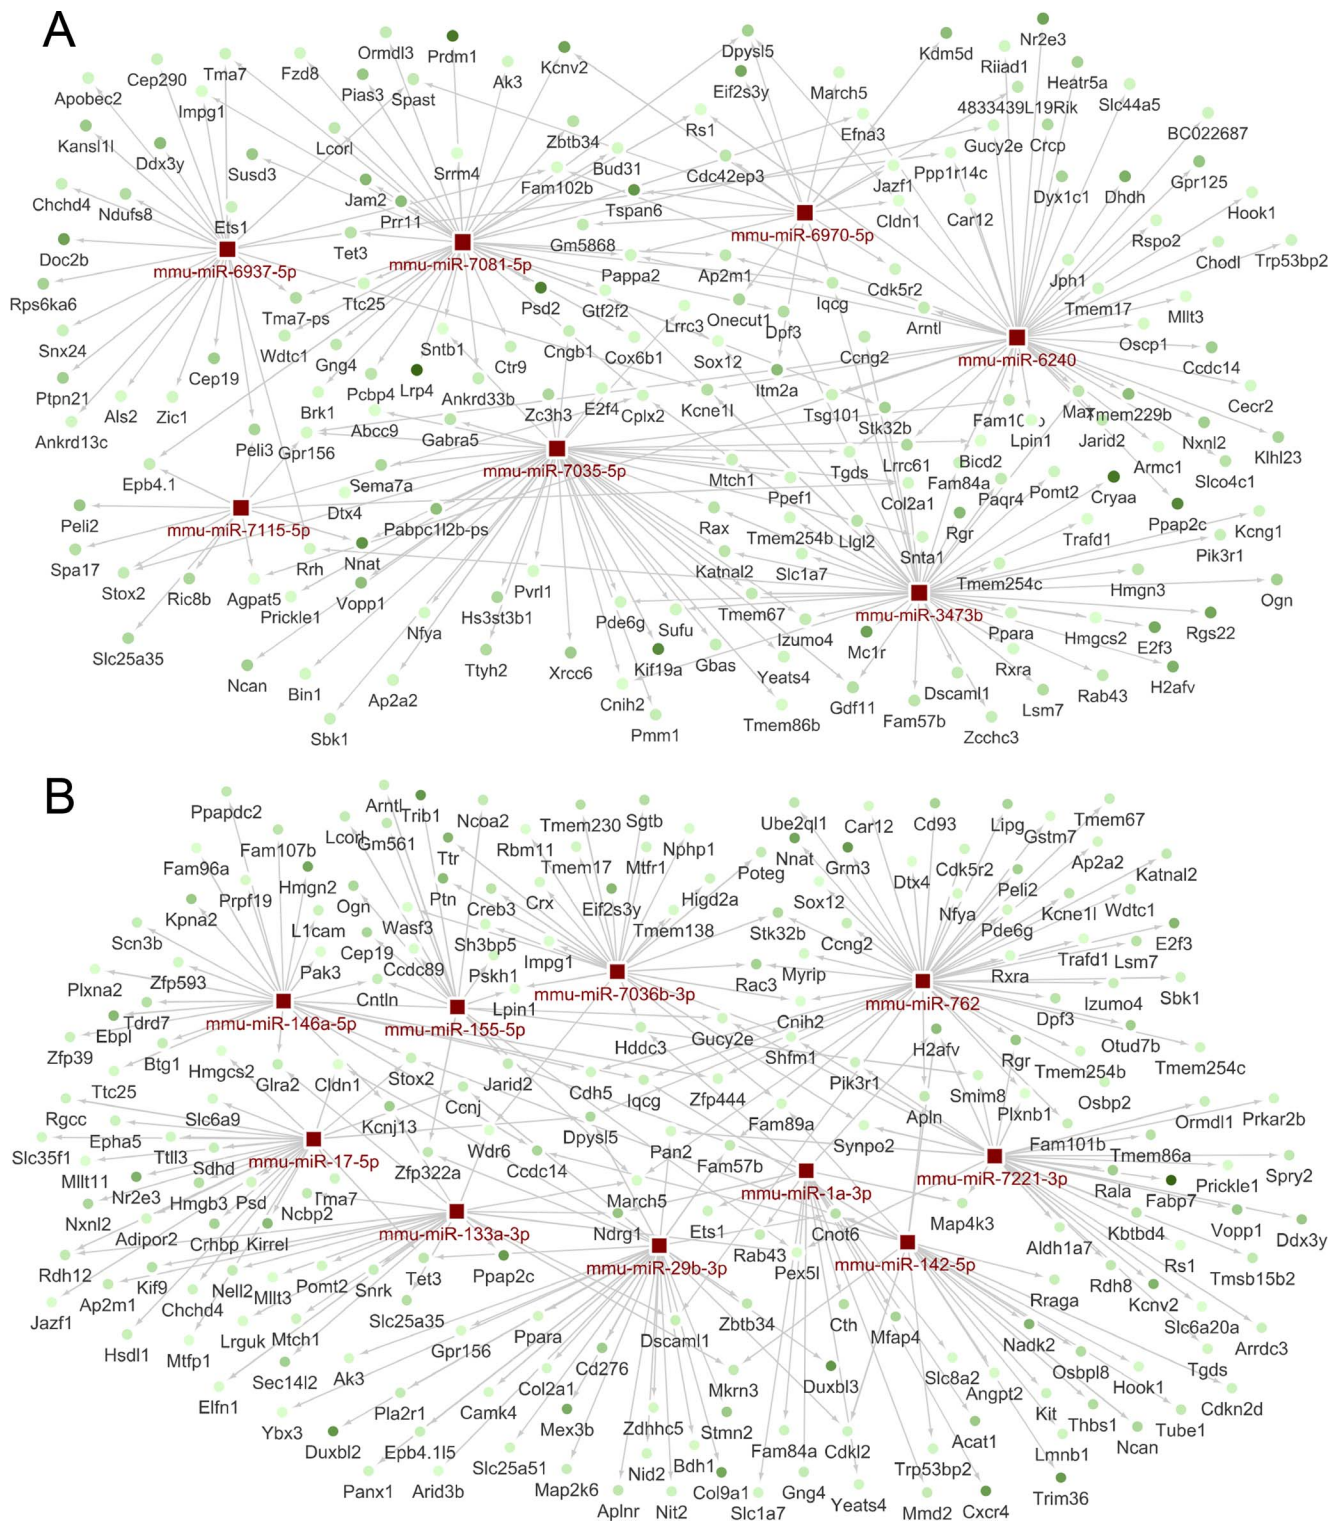 A
Ormdl3
Prdm1
Kcnv2
Dpysl5
Kdm5d
Nr2e3
Riiad1
Cep290
Tma7
Fzd8
Pias3
Spast
Ak3
Eif2s3y
March5
Heatr5a
Slc44a5
Apobec2
Impg1
4833439L19Rik
Efna3
Rs1
Zbtb34
BC022687
Kansl1l
Ddx3y
Susd3
Lcorl
Srrm4
Bud31
Cdc42ep3
Gucy2e
Crcp
Fam102b
Jazf1
Ppp1r14c
Gpr125
Chchd4
Ndufs8
Jam2
Tspan6
Dyx1c1
Dhdh
Ets1
Prr11
Cldn1
Car12
Hook1
mmu-miR-6970-5p
Doc2b
Tet3
Gm5868
Rspo2
Chodl
Trp53bp2
mmu-miR-6937-5p
mmu-miR-7081-5p
Pappa2
Ap2m1
Cdk5r2
Jph1
Rps6ka6
Ttc25
Psd2
Gtf2f2
Iqcg
Tmem17
Mllt3
Tma7-ps
Lrrc3
Onecut1
Dpf3
Arntl
Snx24
Wdtc1
Gng4
Sntb1
Cngb1
Cox6b1
Sox12
Ccng2
mmu-miR-6240
Oscp1
Cep19
Ctr9
Ccdc14
Ptpn21
Als2
Zic1
Pcbp4
Lrp4
Ankrd33b
Itm2a
Cecr2
Brk1
Zc3h3
E2f4
Cplx2
Kcne1l
Tsg101
Stk32b
Max
Tmem229b
Ankrd13c
Abcc9
Gabra5
Lpin1
Jarid2
Nxnl2
Klhl23
Peli3
Gpr156
mmu-miR-7035-5p
Mtch1
Tgds
Lrrc61
Bicd2
Armc1
Epb4.1
Sema7a
Ppef1
Fam84a
Paqr4
Pomt2
Cryaa
Slco4c1
Peli2
mmu-miR-7115-5p
Dtx4
Pabpc1l2b-ps
Rax
Tmem254b
Llgl2
Col2a1
Rgr
Trafd1
Ppap2c
Kcng1
Pik3r1
Spa17
Rrh
Nnat
Katnal2
Slc1a7
Snta1
Stox2
Ric8b
Agpat5
Prickle1
Vopp1
Pvrl1
Tmem254c
Hmgn3
Ogn
Hs3st3b1
Pde6g
Tmem67
mmu-miR-3473b
Nfya
Sufu
Izumo4
Ppara
Hmgcs2
E2f3
Rgs22
Slc25a35
Ncan
Ttyh2
Xrcc6
Kif19a
Gbas
Mc1r
Rxra
Bin1
Ap2a2
Cnih2
Yeats4
Gdf11
Dscaml1
Rab43
H2afv
Sbk1
Pmm1
Tmem86b
Fam57b
Lsm7
Zcchc3
B
Ppapdc2
Arntl
Trib1
Ncoa2
Tmem230
Sgtb
Ube2ql1
Car12
Cd93
Lipg
Tmem67
Fam107b
Lcorl
Gm561
Rbm11
Tmem17
Mtfr1
Nphp1
Nnat
Gstm7
Fam96a
Ttr
Poteg
Grm3
Cdk5r2
Ap2a2
Katnal2
Prpf19
Hmgn2
Ptn
Crx
Eif2s3y
Higd2a
Dtx4
Peli2
Kpna2
Ogn
Creb3
Sox12
Nfya
Kcne1l
Wdtc1
Scn3b
L1cam
Wasf3
Tmem138
Stk32b
Ccng2
Pde6g
E2f3
Cep19
Sh3bp5
Impg1
Trafd1
Lsm7
Plxna2
Zfp593
Pak3
Ccdc89
Pskh1
mmu-miR-7036b-3p
Rac3
Myrip
Rxra
Cntln
Lpin1
mmu-miR-762
Izumo4
Sbk1
Ebpl
Tdrd7
mmu-miR-146a-5p
mmu-miR-155-5p
Cnih2
Dpf3
Zfp39
Btg1
Hddc3
Gucy2e
Shfm1
H2afv
Otud7b
Hmgcs2
Glra2
Cldn1
Stox2
Jarid2
Cdh5
Iqcg
Zfp444
Pik3r1
Rgr
Tmem254b
Tmem254c
Ttc25
Smim8
Rgcc
Slc6a9
Kcnj13
Ccnj
Dpysl5
Fam89a
Apln
Plxnb1
Osbp2
Ormdl1
Prkar2b
Epha5
Wdr6
Pan2
Synpo2
Fam101b
Slc35f1
Ttll3
mmu-miR-17-5p
Zfp322a
Ccdc14
Fam57b
Tmem86a
Mllt11
Sdhd
mmu-miR-1a-3p
mmu-miR-7221-3p
Spry2
Nr2e3
Hmgb3
Psd
Tma7
March5
Rala
Fabp7
Prickle1
Nxnl2
Ncbp2
mmu-miR-133a-3p
Ndrg1
Ets1
Cnot6
Map4k3
Kbtbd4
Vopp1
Ddx3y
Adipor2
Crhbp
Kirrel
Rab43
Aldh1a7
Rdh12
Kif9
Pomt2
Tet3
Ppap2c
mmu-miR-29b-3p
Pex5l
mmu-miR-142-5p
Rs1
Tmsb15b2
Ap2m1
Chchd4
Nell2
Mllt3
Snrk
Rdh8
Kcnv2
Jazf1
Slc25a35
Ppara
Zbtb34
Cth
Rraga
Slc6a20a
Hsdl1
Mtfp1
Lrguk
Mtch1
Gpr156
Dscaml1
Mfap4
Nadk2
Arrdc3
Sec14l2
Ak3
Cd276
Osbpl8
Tgds
Elfn1
Col2a1
Mkrn3
Duxbl3
Slc8a2
Angpt2
Hook1
Ybx3
Pla2r1
Camk4
Mex3b
Zdhhc5
Stmn2
Kit
Thbs1
Cdkn2d
Duxbl2
Epb4.1l5
Fam84a
Cdkl2
Acat1
Ncan
Tube1
Slc25a51
Nid2
Bdh1
Trp53bp2
Lmnb1
Panx1
Arid3b
Map2k6
Col9a1
Gng4
Aplnr
Nit2
Slc1a7
Yeats4
Mmd2
Cxcr4
Trim36